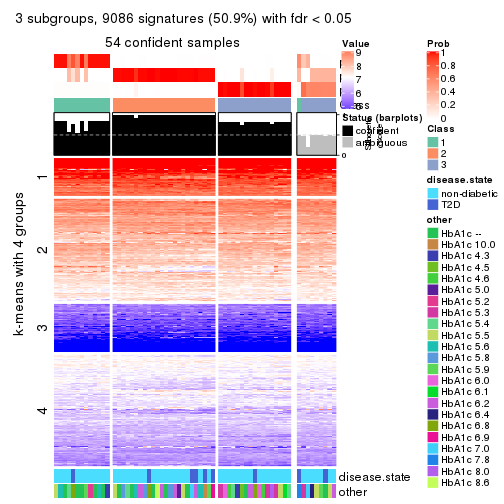 3 subgroups, 9086 signatures (50.9%) with fdr < 0.05
54 confident samples
k-means with 4 groups
1
2
3
4
disease.state
other
Value
9
8
7
6
Status (barplots)
confident
ambiguous
0
Prob
1
0.8
0.6
0.4
0.2
0
Class
1
2
3
disease.state
non-diabetic
T2D
other
HbA1c --
HbA1c 10.0
HbA1c 4.3
HbA1c 4.5
HbA1c 4.6
HbA1c 5.0
HbA1c 5.2
HbA1c 5.3
HbA1c 5.4
HbA1c 5.5
HbA1c 5.6
HbA1c 5.8
HbA1c 5.9
HbA1c 6.0
HbA1c 6.1
HbA1c 6.2
HbA1c 6.4
HbA1c 6.8
HbA1c 6.9
HbA1c 7.0
HbA1c 7.8
HbA1c 8.0
HbA1c 8.6